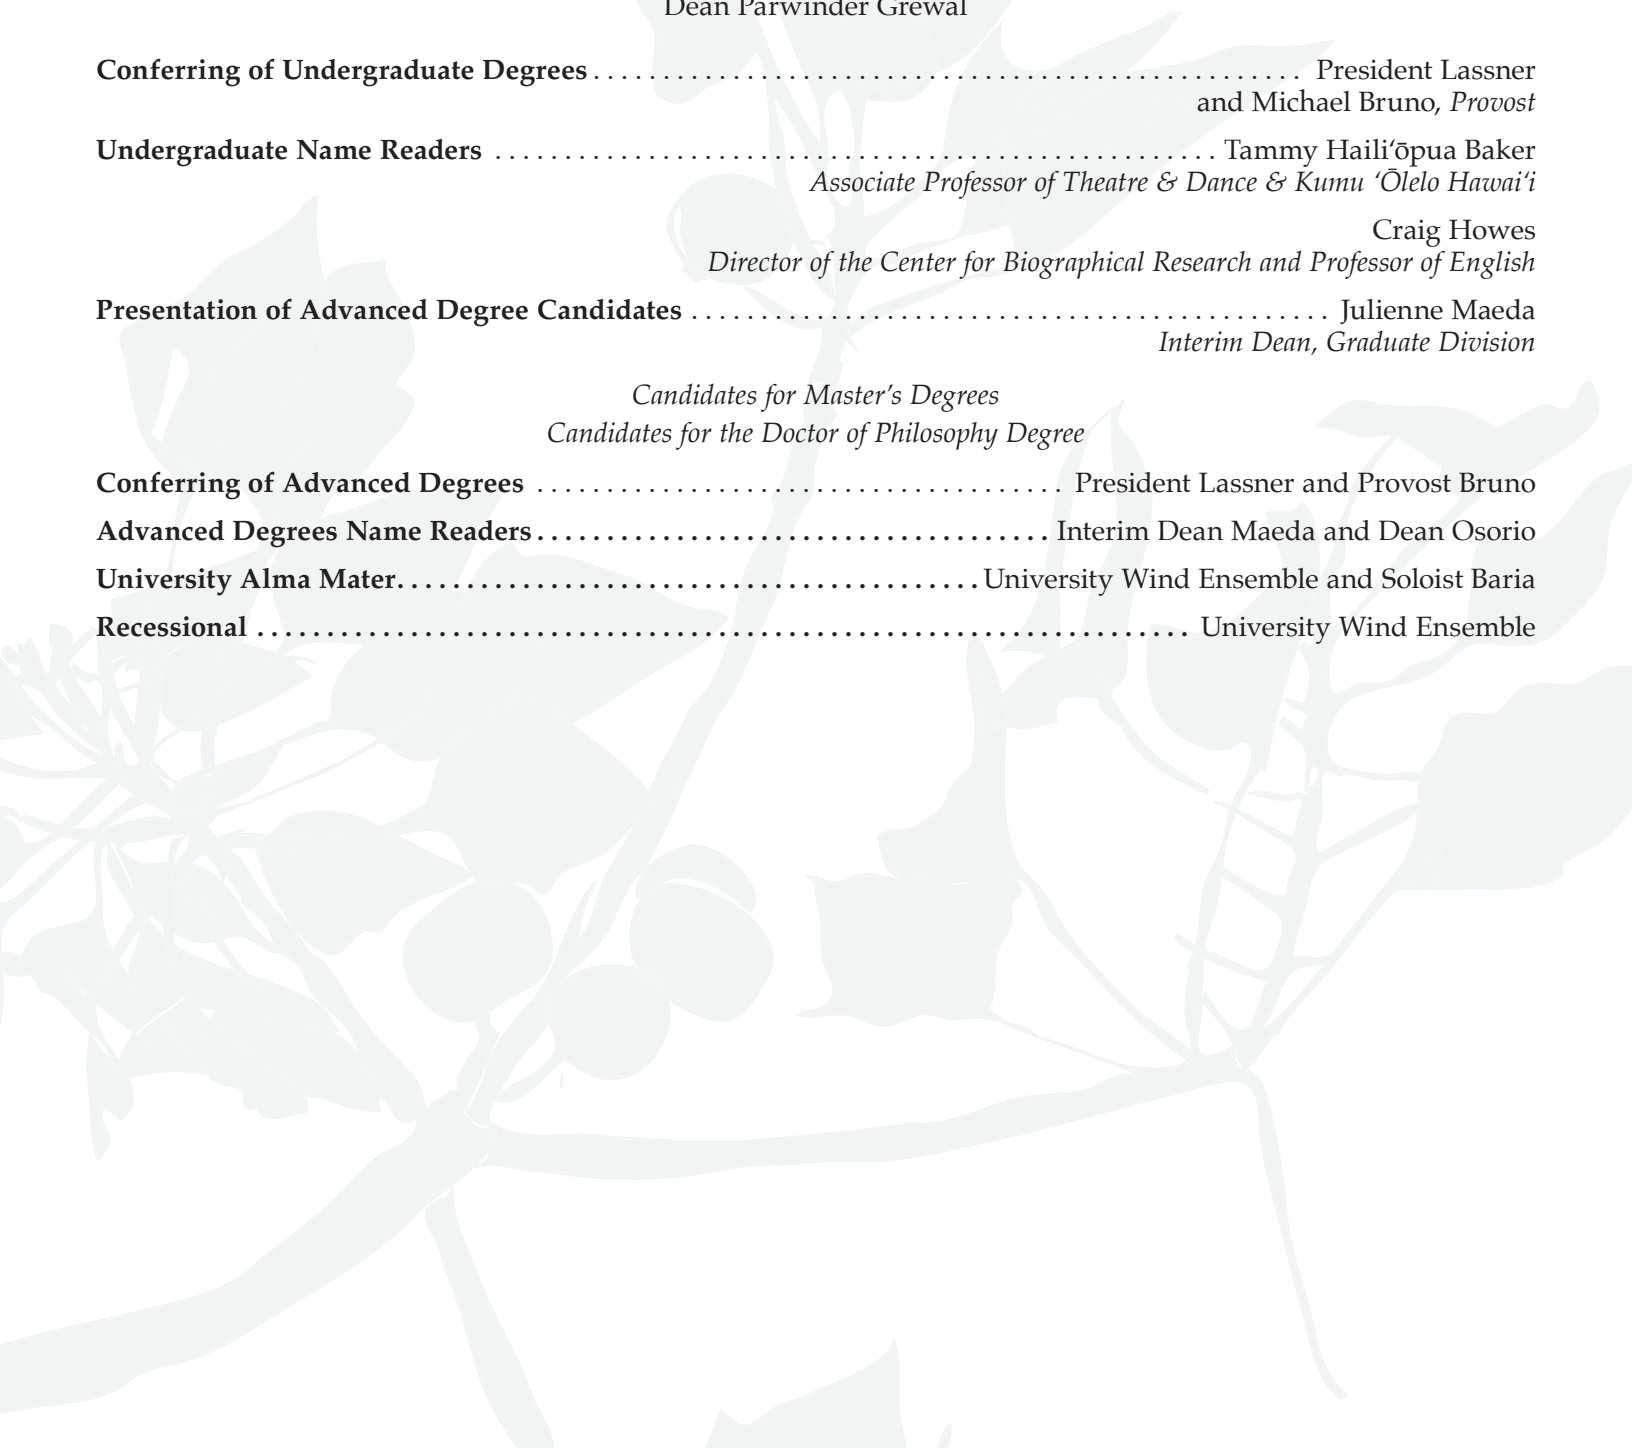 Dean Parwinder Grewal
Conferring of Undergraduate Degrees . . . . . . . . . . . . . . . . . . . . . . . . . . . . . . . . . . . . . . . . . . . . . . . . . . . President Lassner
and Michael Bruno, Provost
Undergraduate Name Readers . . . . . . . . . . . . . . . . . . . . . . . . . . . . . . . . . . . . . . . . . . . . . . . . . . . . Tammy Haili‘ōpua Baker
Associate Professor of Theatre & Dance & Kumu ‘Ōlelo Hawai‘i
Craig Howes
Director of the Center for Biographical Research and Professor of English
Presentation of Advanced Degree Candidates . . . . . . . . . . . . . . . . . . . . . . . . . . . . . . . . . . . . . . . . . . . . . . Julienne Maeda
Interim Dean, Graduate Division
Candidates for Master’s Degrees
Candidates for the Doctor of Philosophy Degree
Conferring of Advanced Degrees . . . . . . . . . . . . . . . . . . . . . . . . . . . . . . . . . . . . . . President Lassner and Provost Bruno
Advanced Degrees Name Readers . . . . . . . . . . . . . . . . . . . . . . . . . . . . . . . . . . . . . Interim Dean Maeda and Dean Osorio
University Alma Mater. . . . . . . . . . . . . . . . . . . . . . . . . . . . . . . . . . . . . . . . . . University Wind Ensemble and Soloist Baria
Recessional . . . . . . . . . . . . . . . . . . . . . . . . . . . . . . . . . . . . . . . . . . . . . . . . . . . . . . . . . . . . . . . . . . . University Wind Ensemble